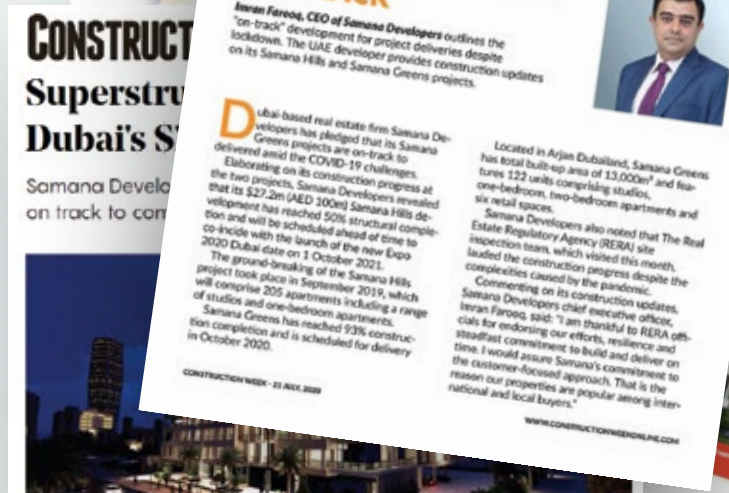 CONSTRUCT
Superstru
Dubai's $
Samana Develo
on track to com
Imran Farooq, CEO of Samana Developers outlines the
"on-track" development for project deliveries despite
lockdown. The UAE developer provides construction updates
on its Samana Hills and Samana Greens projects.
Dubai-based real estate firm Samana De-
velopers has pledged that its Samana
Greens projects are on-track to
delivered amid the COVID-19 challenges.
Elaborating on its construction progress at
the two projects, Samana Developers revealed
that its $27.2m (AED 100m) Samana Hills de-
velopment has reached 50% structural comple-
tion and will be scheduled ahead of time to
co-incide with the launch of the new Expo
2020 Dubai date on 1 October 2021.
The ground-breaking of the Samana Hills
project took place in September 2019, which
will comprise 205 apartments including a range
of studios and one-bedroom apartments.
Samana Greens has reached 93% construc-
tion completion and is scheduled for delivery
in October 2020.
Located in Arjan Dubailand, Samana Greens
has total built-up area of 13,000m² and fea-
tures 122 units comprising studios,
one-bedroom, two-bedroom apartments and
six retail spaces.
Samana Developers also noted that The Real
Estate Regulatory Agency (RERA) site
inspection team, which visited this month,
lauded the construction progress despite the
complexities caused by the pandemic.
Commenting on its construction updates,
Samana Developers chief executive officer,
Imran Farooq, said: "I am thankful to RERA offi-
cials for endorsing our efforts, resilience and
steadfast commitment to build and deliver on
time. I would assure Samana's commitment to
the customer-focused approach. That is the
reason our properties are popular among inter-
national and local buyers."
CONSTRUCTION WEEK - 21 JULY, 2020
WWW.CONSTRUCTIONWEEKONLINE.COM